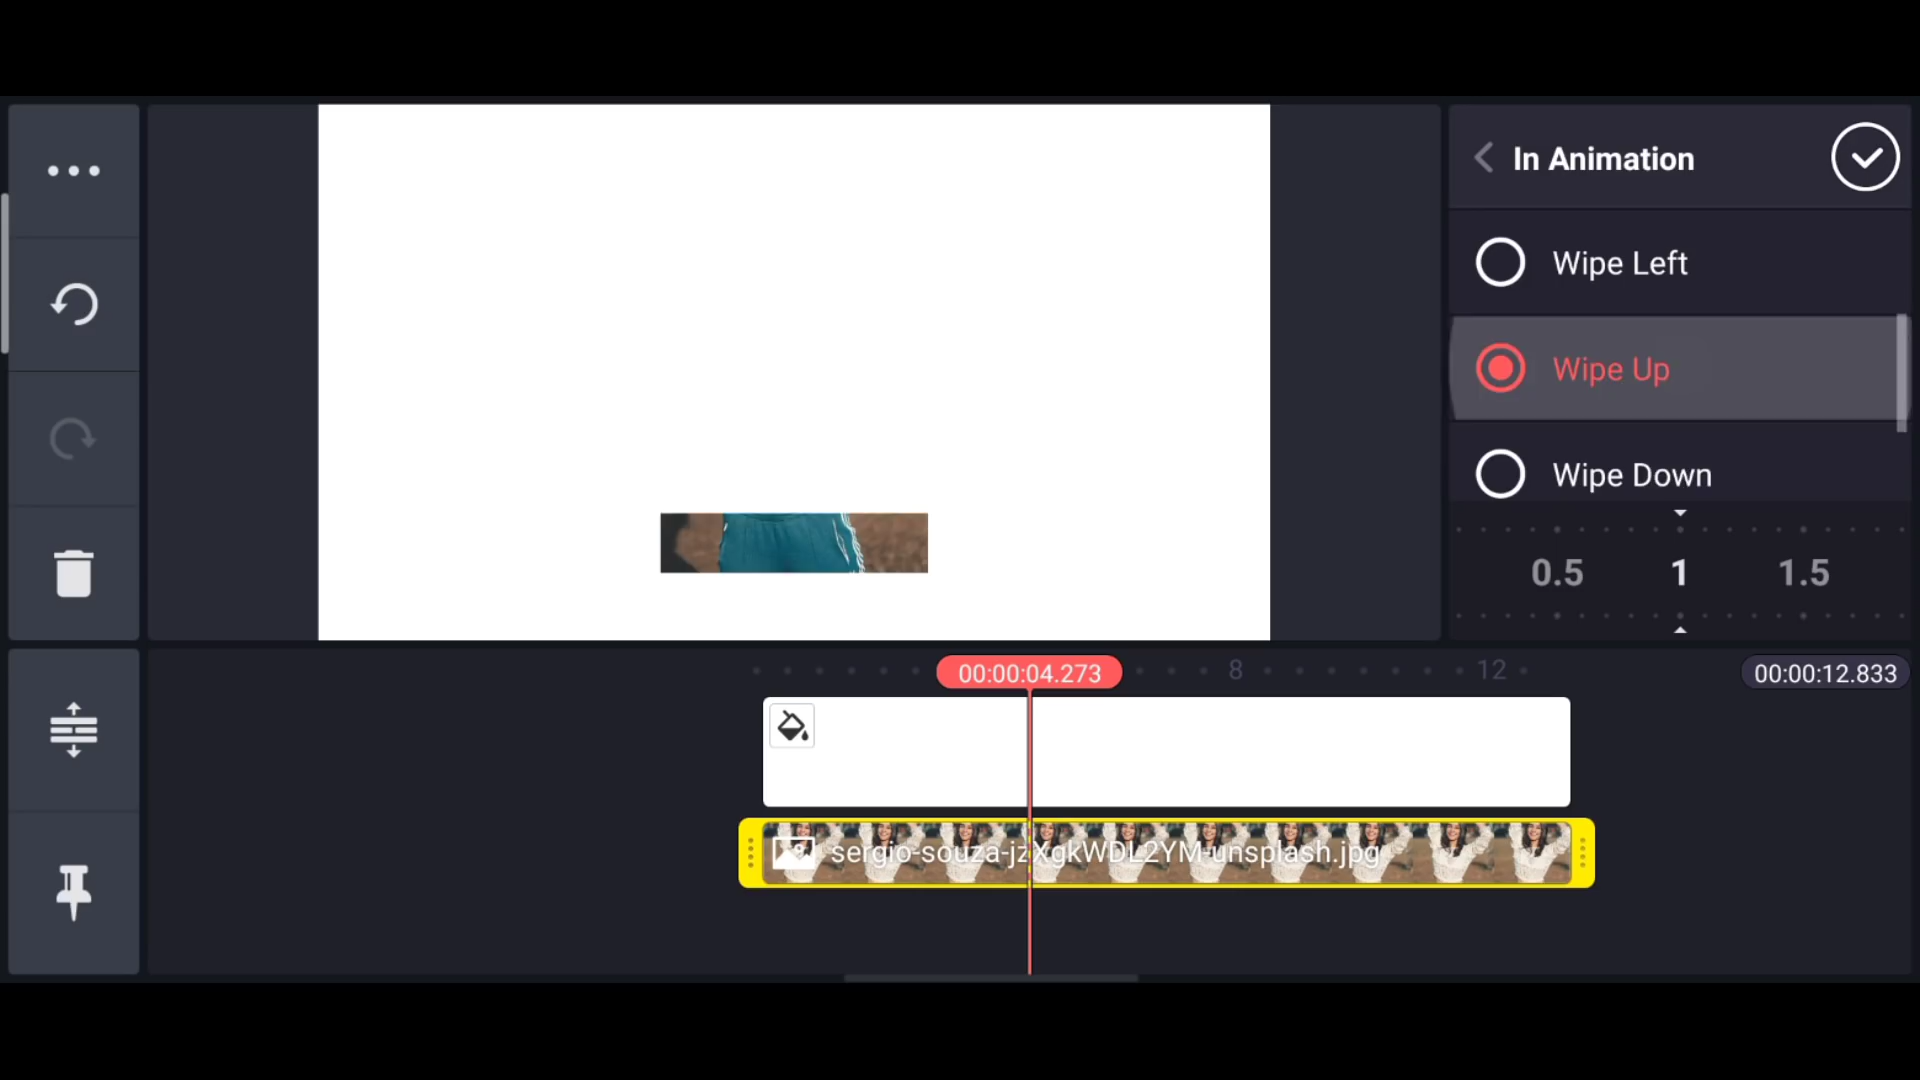 In Animation
Wipe Left
Wipe Up
Wipe Down
0.5 1 1.5
00:00:04.273 8 12 00:00:12.833
sergio-souza-jzXgkWDL2YM-unsplash.jpg